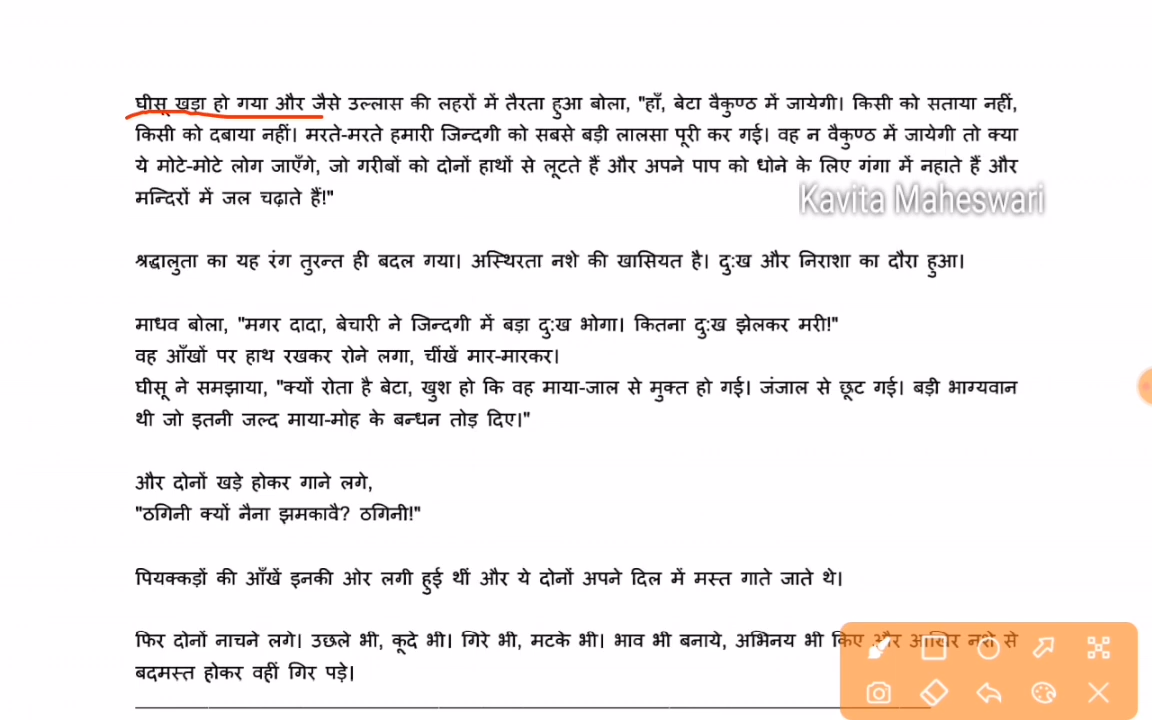 घीसू खड़ा हो गया और जैसे उल्लास की लहरों में तैरता हुआ बोला, "हाँ, बेटा वैकुण्ठ में जायेगी। किसी को सताया नहीं,
किसी को दबाया नहीं। मरते-मरते हमारी जिन्दगी को सबसे बड़ी लालसा पूरी कर गई। वह न वैकुण्ठ में जायेगी तो क्या
ये मोटे-मोटे लोग जाएँगे, जो गरीबों को दोनों हाथों से लूटते हैं और अपने पाप को धोने के लिए गंगा में नहाते हैं और
मन्दिरों में जल चढ़ाते हैं!"
Kavita Maheswari
श्रद्धालुता का यह रंग तुरन्त ही बदल गया। अस्थिरता नशे की खासियत है। दु:ख और निराशा का दौरा हुआ।
माधव बोला, "मगर दादा, बेचारी ने जिन्दगी में बड़ा दु:ख भोगा। कितना दु:ख झेलकर मरी!"
वह आँखों पर हाथ रखकर रोने लगा, चींखें मार-मारकर।
घीसू ने समझाया, "क्यों रोता है बेटा, खुश हो कि वह माया-जाल से मुक्त हो गई। जंजाल से छूट गई। बड़ी भाग्यवान
थी जो इतनी जल्द माया-मोह के बन्धन तोड़ दिए।"
और दोनों खड़े होकर गाने लगे,
"ठगिनी क्यों नैना झमकावै? ठगिनी!"
पियक्कड़ों की आँखें इनकी ओर लगी हुई थीं और ये दोनों अपने दिल में मस्त गाते जाते थे।
फिर दोनों नाचने लगे। उछले भी, कूदे भी। गिरे भी, मटके भी। भाव भी बनाये, अभिनय भी किए और आखिर नशे से
बदमस्त होकर वहीं गिर पड़े।